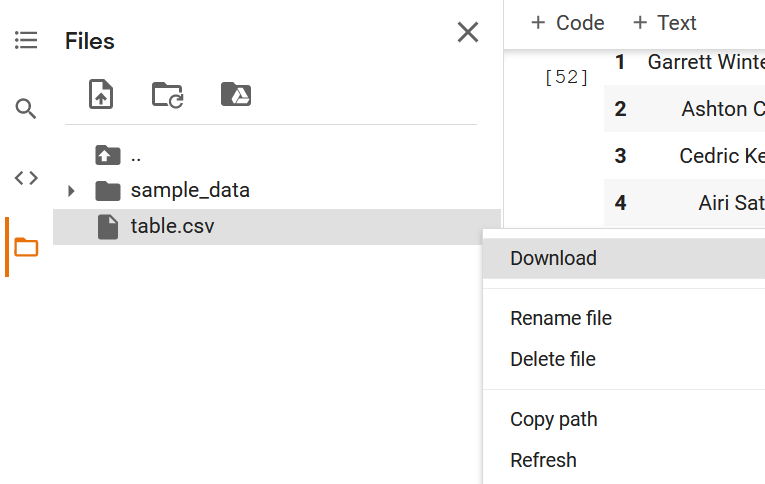 Files
..
sample_data
table.csv
+ Code + Text
[52]
1 Garrett Winte
2 Ashton C
3 Cedric Ke
4 Airi Sat
Download
Rename file
Delete file
Copy path
Refresh